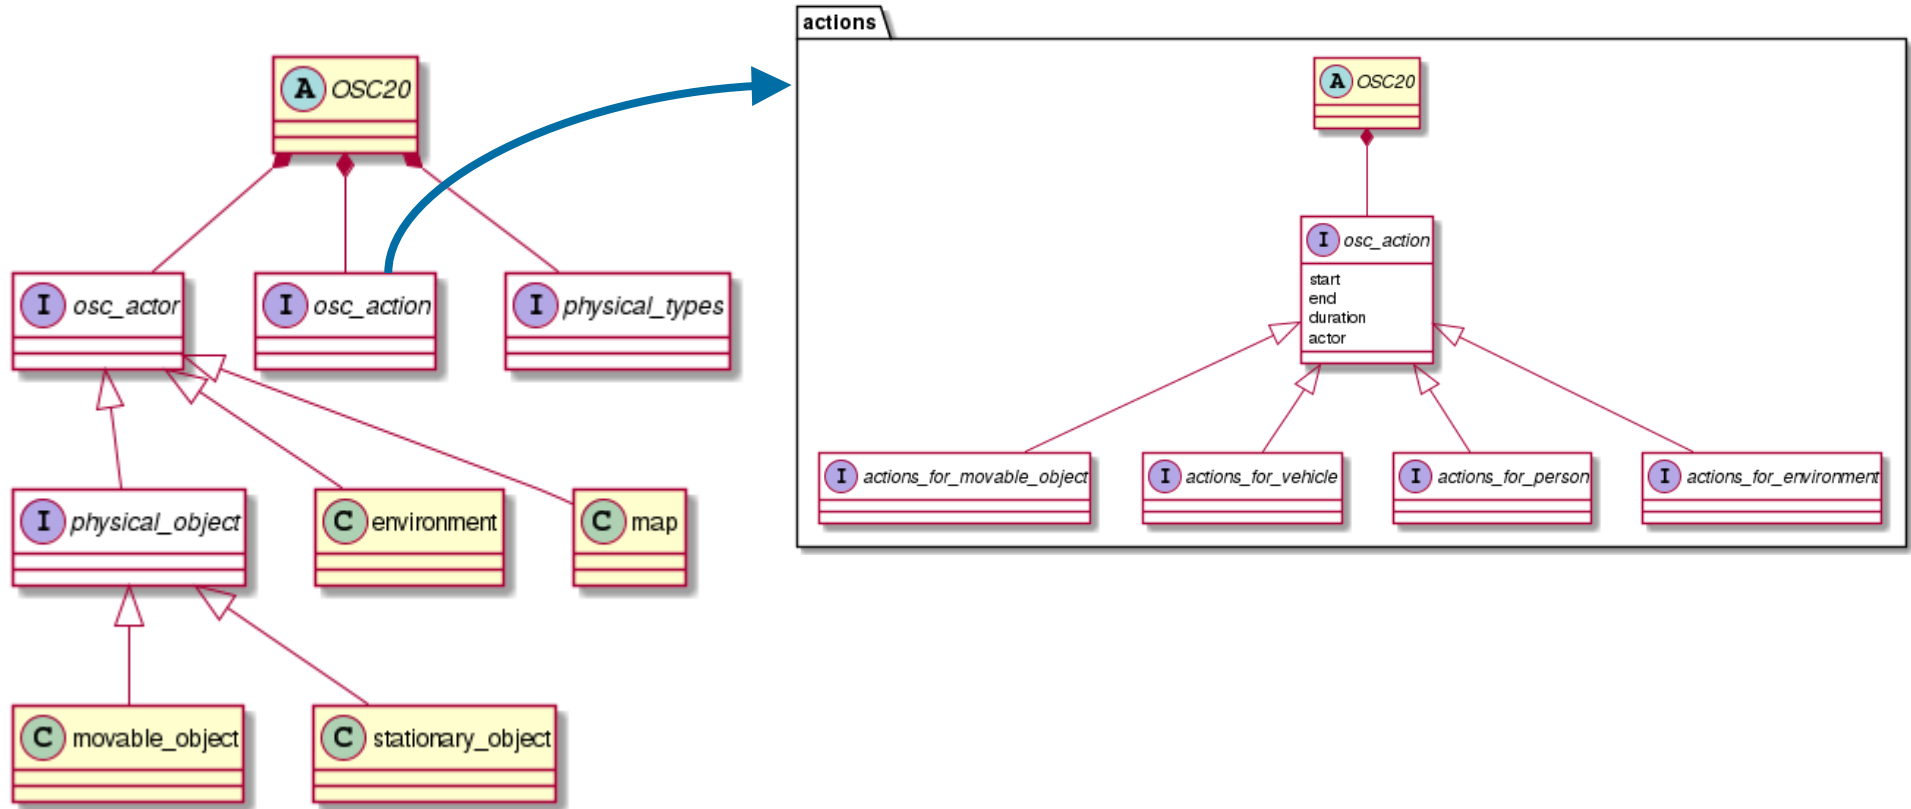 actions
A OSC20
A OSC20
I osc_actor
I osc_action
I physical_types
I osc_action
start
end
duration
actor
I physical_object
C environment
C map
I actions_for_movable_object
I actions_for_vehicle
I actions_for_person
I actions_for_environment
C movable_object
C stationary_object